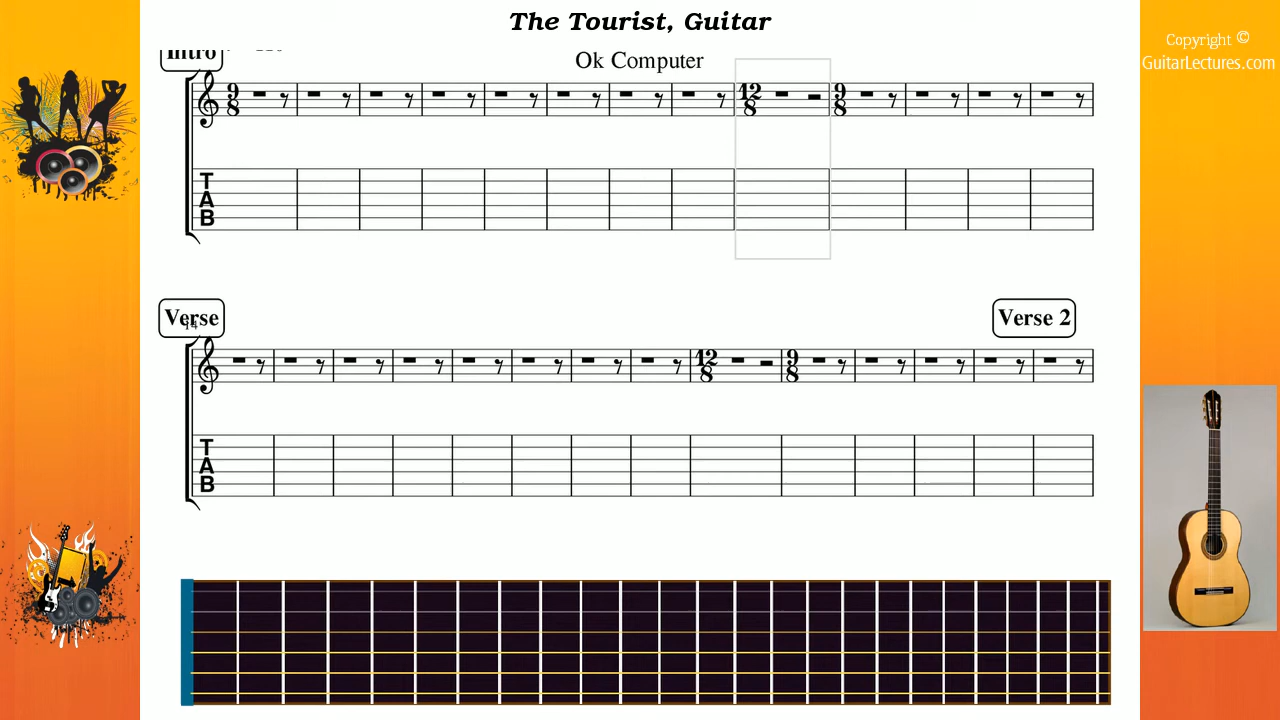 The Tourist, Guitar
Copyright ©
GuitarLectures.com
Intro
Ok Computer
9
8
12
8
9
8
T
A
B
Verse
14
Verse 2
12
8
9
8
T
A
B